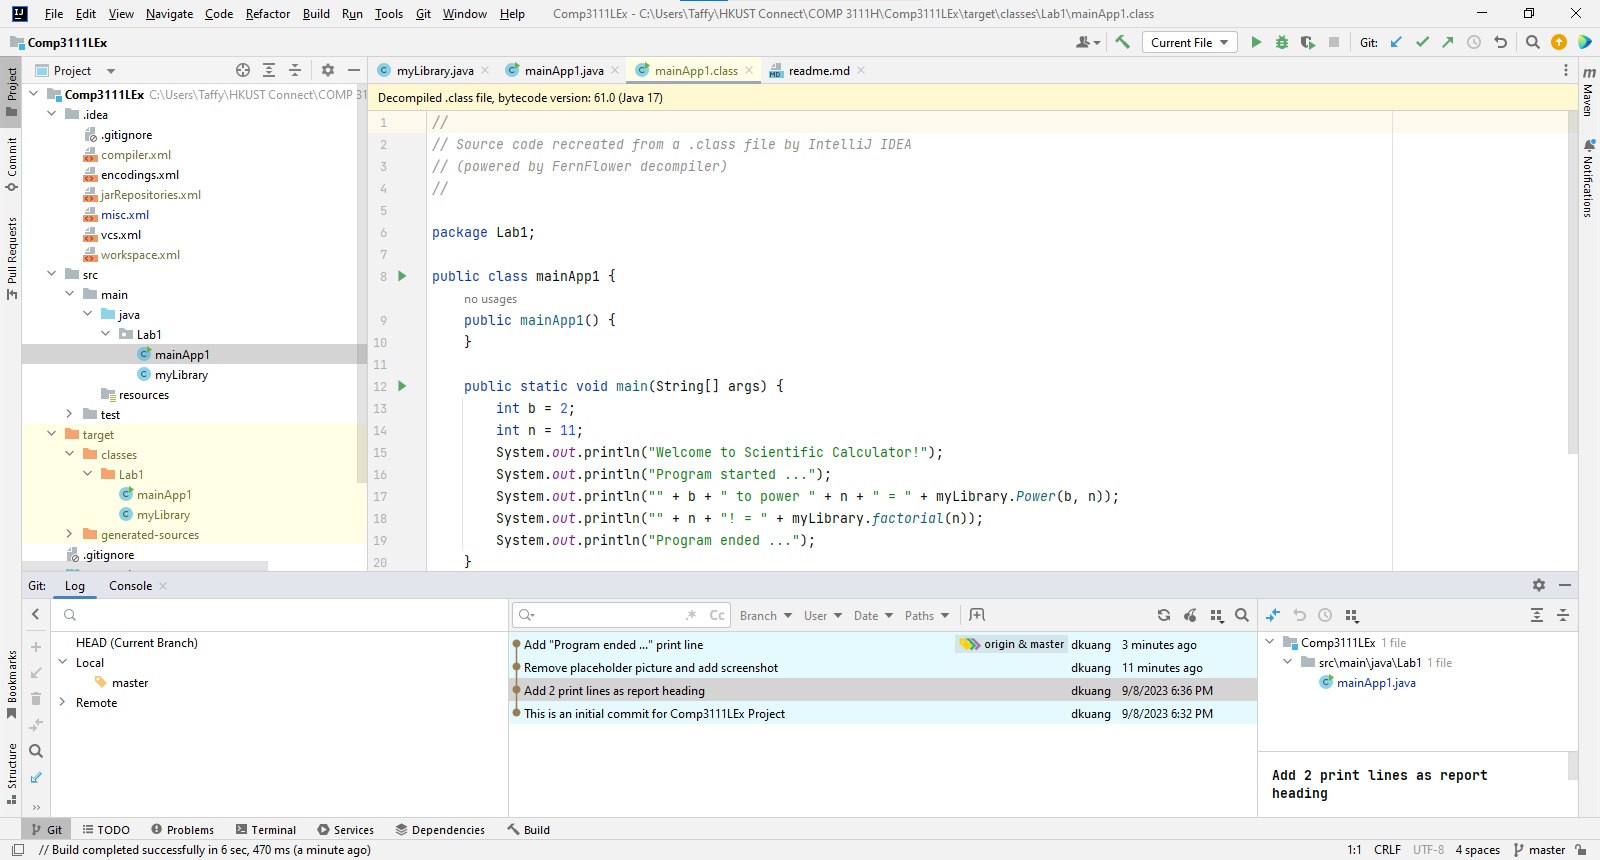 File Edit View Navigate Code Refactor Build Run Tools Git Window Help Comp3111LEx - C:\Users\Taffy\HKUST Connect\COMP 3111H\Comp3111LEx\target\classes\Lab1\mainApp1.class
Comp3111LEx Current File Git:
Project myLibrary.java mainApp1.java mainApp1.class readme.md
Project
Commit
Pull Requests
Bookmarks
Structure
Maven
Notifications
Comp3111LEx C:\Users\Taffy\HKUST Connect\COMP 31
.idea
.gitignore
compiler.xml
encodings.xml
jarRepositories.xml
misc.xml
vcs.xml
workspace.xml
src
main
java
Lab1
mainApp1
myLibrary
resources
test
target
classes
Lab1
mainApp1
myLibrary
generated-sources
.gitignore
Decompiled .class file, bytecode version: 61.0 (Java 17)
1 //
2 // Source code recreated from a .class file by IntelliJ IDEA
3 // (powered by FernFlower decompiler)
4 //
5
6 package Lab1;
7
8 public class mainApp1 {
no usages
9 public mainApp1() {
10 }
11
12 public static void main(String[] args) {
13 int b = 2;
14 int n = 11;
15 System.out.println("Welcome to Scientific Calculator!");
16 System.out.println("Program started ...");
17 System.out.println("" + b + " to power " + n + " = " + myLibrary.Power(b, n));
18 System.out.println("" + n + "! = " + myLibrary.factorial(n));
19 System.out.println("Program ended ...");
20 }
Git: Log Console
HEAD (Current Branch)
Local
master
Remote
.* Cc Branch User Date Paths
Add "Program ended ..." print line origin & master dkuang 3 minutes ago
Remove placeholder picture and add screenshot dkuang 11 minutes ago
Add 2 print lines as report heading dkuang 9/8/2023 6:36 PM
This is an initial commit for Comp3111LEx Project dkuang 9/8/2023 6:32 PM
Comp3111LEx 1 file
src\main\java\Lab1 1 file
mainApp1.java
Add 2 print lines as report
heading
Git TODO Problems Terminal Services Dependencies Build
// Build completed successfully in 6 sec, 470 ms (a minute ago) 1:1 CRLF UTF-8 4 spaces master